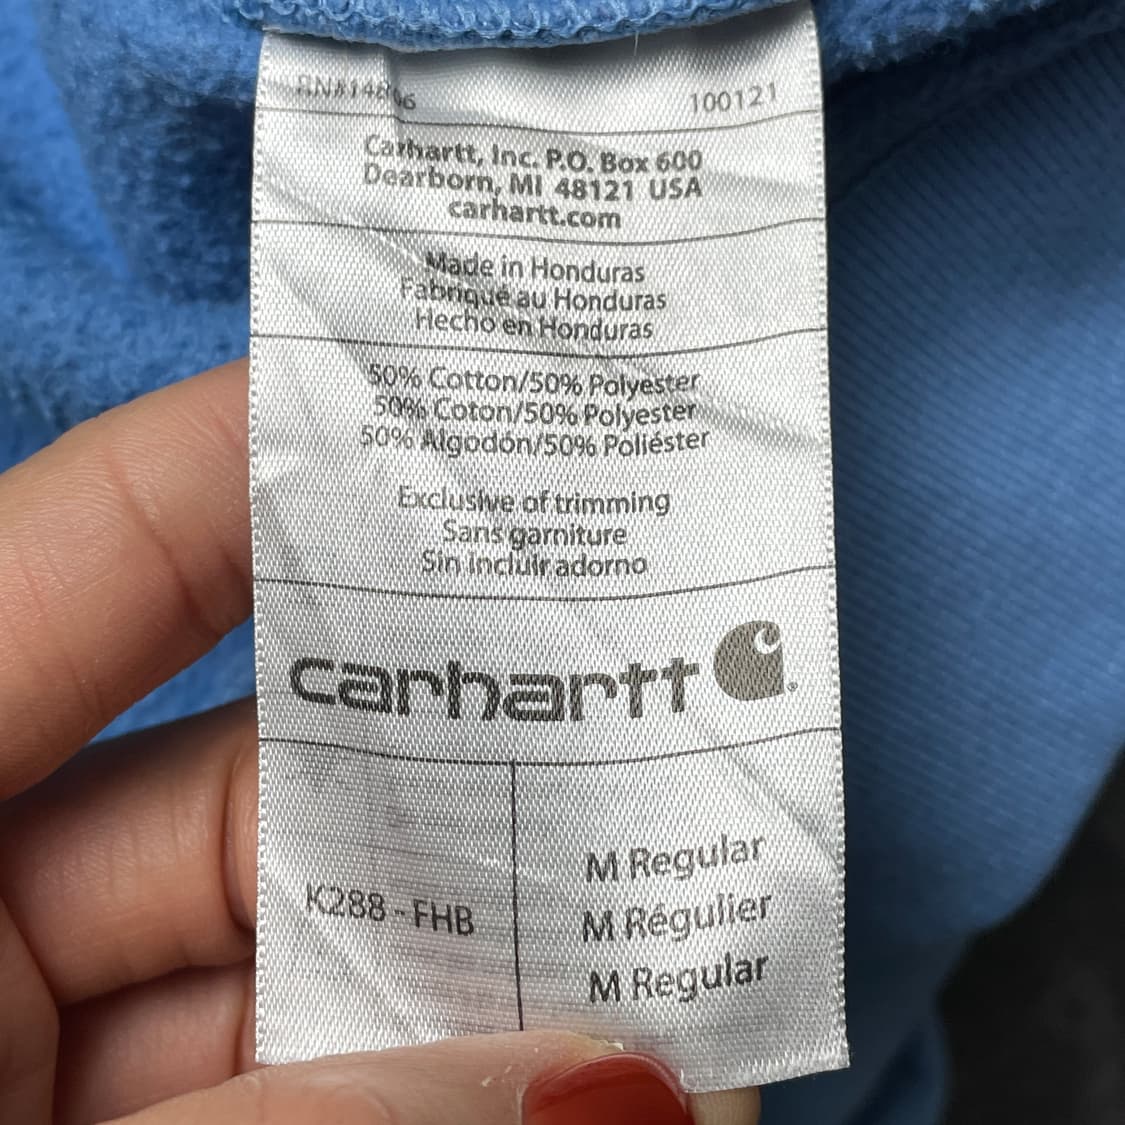 RN#14806
100121
Carhartt, Inc. P.O. Box 600
Dearborn, MI 48121 USA
carhartt.com
Made in Honduras
Fabriqué au Honduras
Hecho en Honduras
50% Cotton/50% Polyester
50% Coton/50% Polyester
50% Algodón/50% Poliéster
Exclusive of trimming
Sans garniture
Sin incluir adorno
carhartt
K288 - FHB
M Regular
M Régulier
M Regular